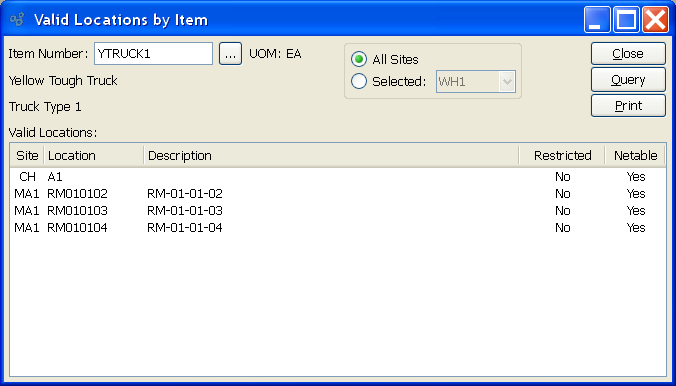 Valid Locations by Item
Item Number: YTRUCK1 ... UOM: EA
All Sites
Selected: WH1
Close
Query
Print
Yellow Tough Truck
Truck Type 1
Valid Locations:
Site Location Description Restricted Netable
CH A1 No Yes
MA1 RM010102 RM-01-01-02 No Yes
MA1 RM010103 RM-01-01-03 No Yes
MA1 RM010104 RM-01-01-04 No Yes